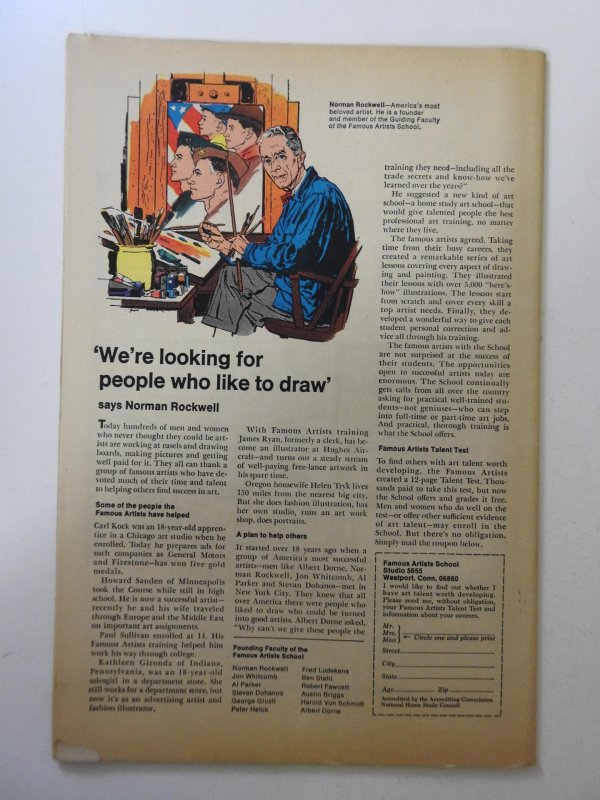 Norman Rockwell—America's most
beloved artist. He is a founder
and member of the Guiding Faculty
of the Famous Artists School.
'We're looking for
people who like to draw'
says Norman Rockwell
Today hundreds of men and women
who never thought they could be art-
ists are working at easels and drawing
boards, making pictures and getting
well paid for it. They all can thank a
group of famous artists who have de-
voted much of their time and talent
to helping others find success in art.
Some of the people the
Famous Artists have helped
Carl Kock was an 18-year-old appren-
tice in a Chicago art studio when he
enrolled. Today he prepares ads for
such companies as General Motors
and Firestone—has won five gold
medals.
Howard Sanden of Minneapolis
took the Course while still in high
school. He is now a successful artist—
recently he and his wife traveled
through Europe and the Middle East
on important art assignments.
Paul Sullivan enrolled at 14. His
Famous Artists training helped him
work his way through college.
Kathleen Gironda of Indiana,
Pennsylvania, was an 18-year-old
salesgirl in a department store. She
still works for a department store, but
now it's as an advertising artist and
fashion illustrator.
With Famous Artists training
James Ryan, formerly a clerk, has be-
come an illustrator at Hughes Air-
craft—and turns out a steady stream
of well-paying free-lance artwork in
his spare time.
Oregon housewife Helen Tryk lives
150 miles from the nearest big city.
But she does fashion illustration, has
her own studio, runs an art work
shop, does portraits.
A plan to help others
It started over 18 years ago when a
group of America's most successful
artists—men like Albert Dorne, Nor-
man Rockwell, Jon Whitcomb, Al
Parker and Stevan Dohanos—met in
New York City. They knew that all
over America there were people who
liked to draw who could be turned
into good artists. Albert Dorne asked,
"Why can't we give these people the
Founding Faculty of the
Famous Artists School
Norman Rockwell
Jon Whitcomb
Al Parker
Stevan Dohanos
George Giusti
Peter Helck
Fred Ludekens
Ben Stahl
Robert Fawcett
Austin Briggs
Harold Von Schmidt
Albert Dorne
training they need—including all the
trade secrets and know-how we've
learned over the years?"
He suggested a new kind of art
school—a home study art school—that
would give talented people the best
professional art training, no matter
where they live.
The famous artists agreed. Taking
time from their busy careers, they
created a remarkable series of art
lessons covering every aspect of draw-
ing and painting. They illustrated
their lessons with over 5,000 "here's-
how" illustrations. The lessons start
from scratch and cover every skill a
top artist needs. Finally, they de-
veloped a wonderful way to give each
student personal correction and ad-
vice all through his training.
The famous artists with the School
are not surprised at the success of
their students. The opportunities
open to successful artists today are
enormous. The School continually
gets calls from all over the country
asking for practical well-trained stu-
dents—not geniuses—who can step
into full-time or part-time art jobs.
And practical, thorough training is
what the School offers.
Famous Artists Talent Test
To find others with art talent worth
developing, the Famous Artists
created a 12-page Talent Test. Thou-
sands paid to take this test, but now
the School offers and grades it free.
Men and women who do well on the
test—or offer other sufficient evidence
of art talent—may enroll in the
School. But there's no obligation.
Simply mail the coupon below.
Famous Artists School
Studio 5655
Westport, Conn. 06880
I would like to find out whether I
have art talent worth developing.
Please send me, without obligation,
your Famous Artists Talent Test and
information about your courses.
Mr.
Mrs. ← Circle one and please print
Miss
Street
City
State
Age Zip
Accredited by the Accrediting Commission
National Home Study Council